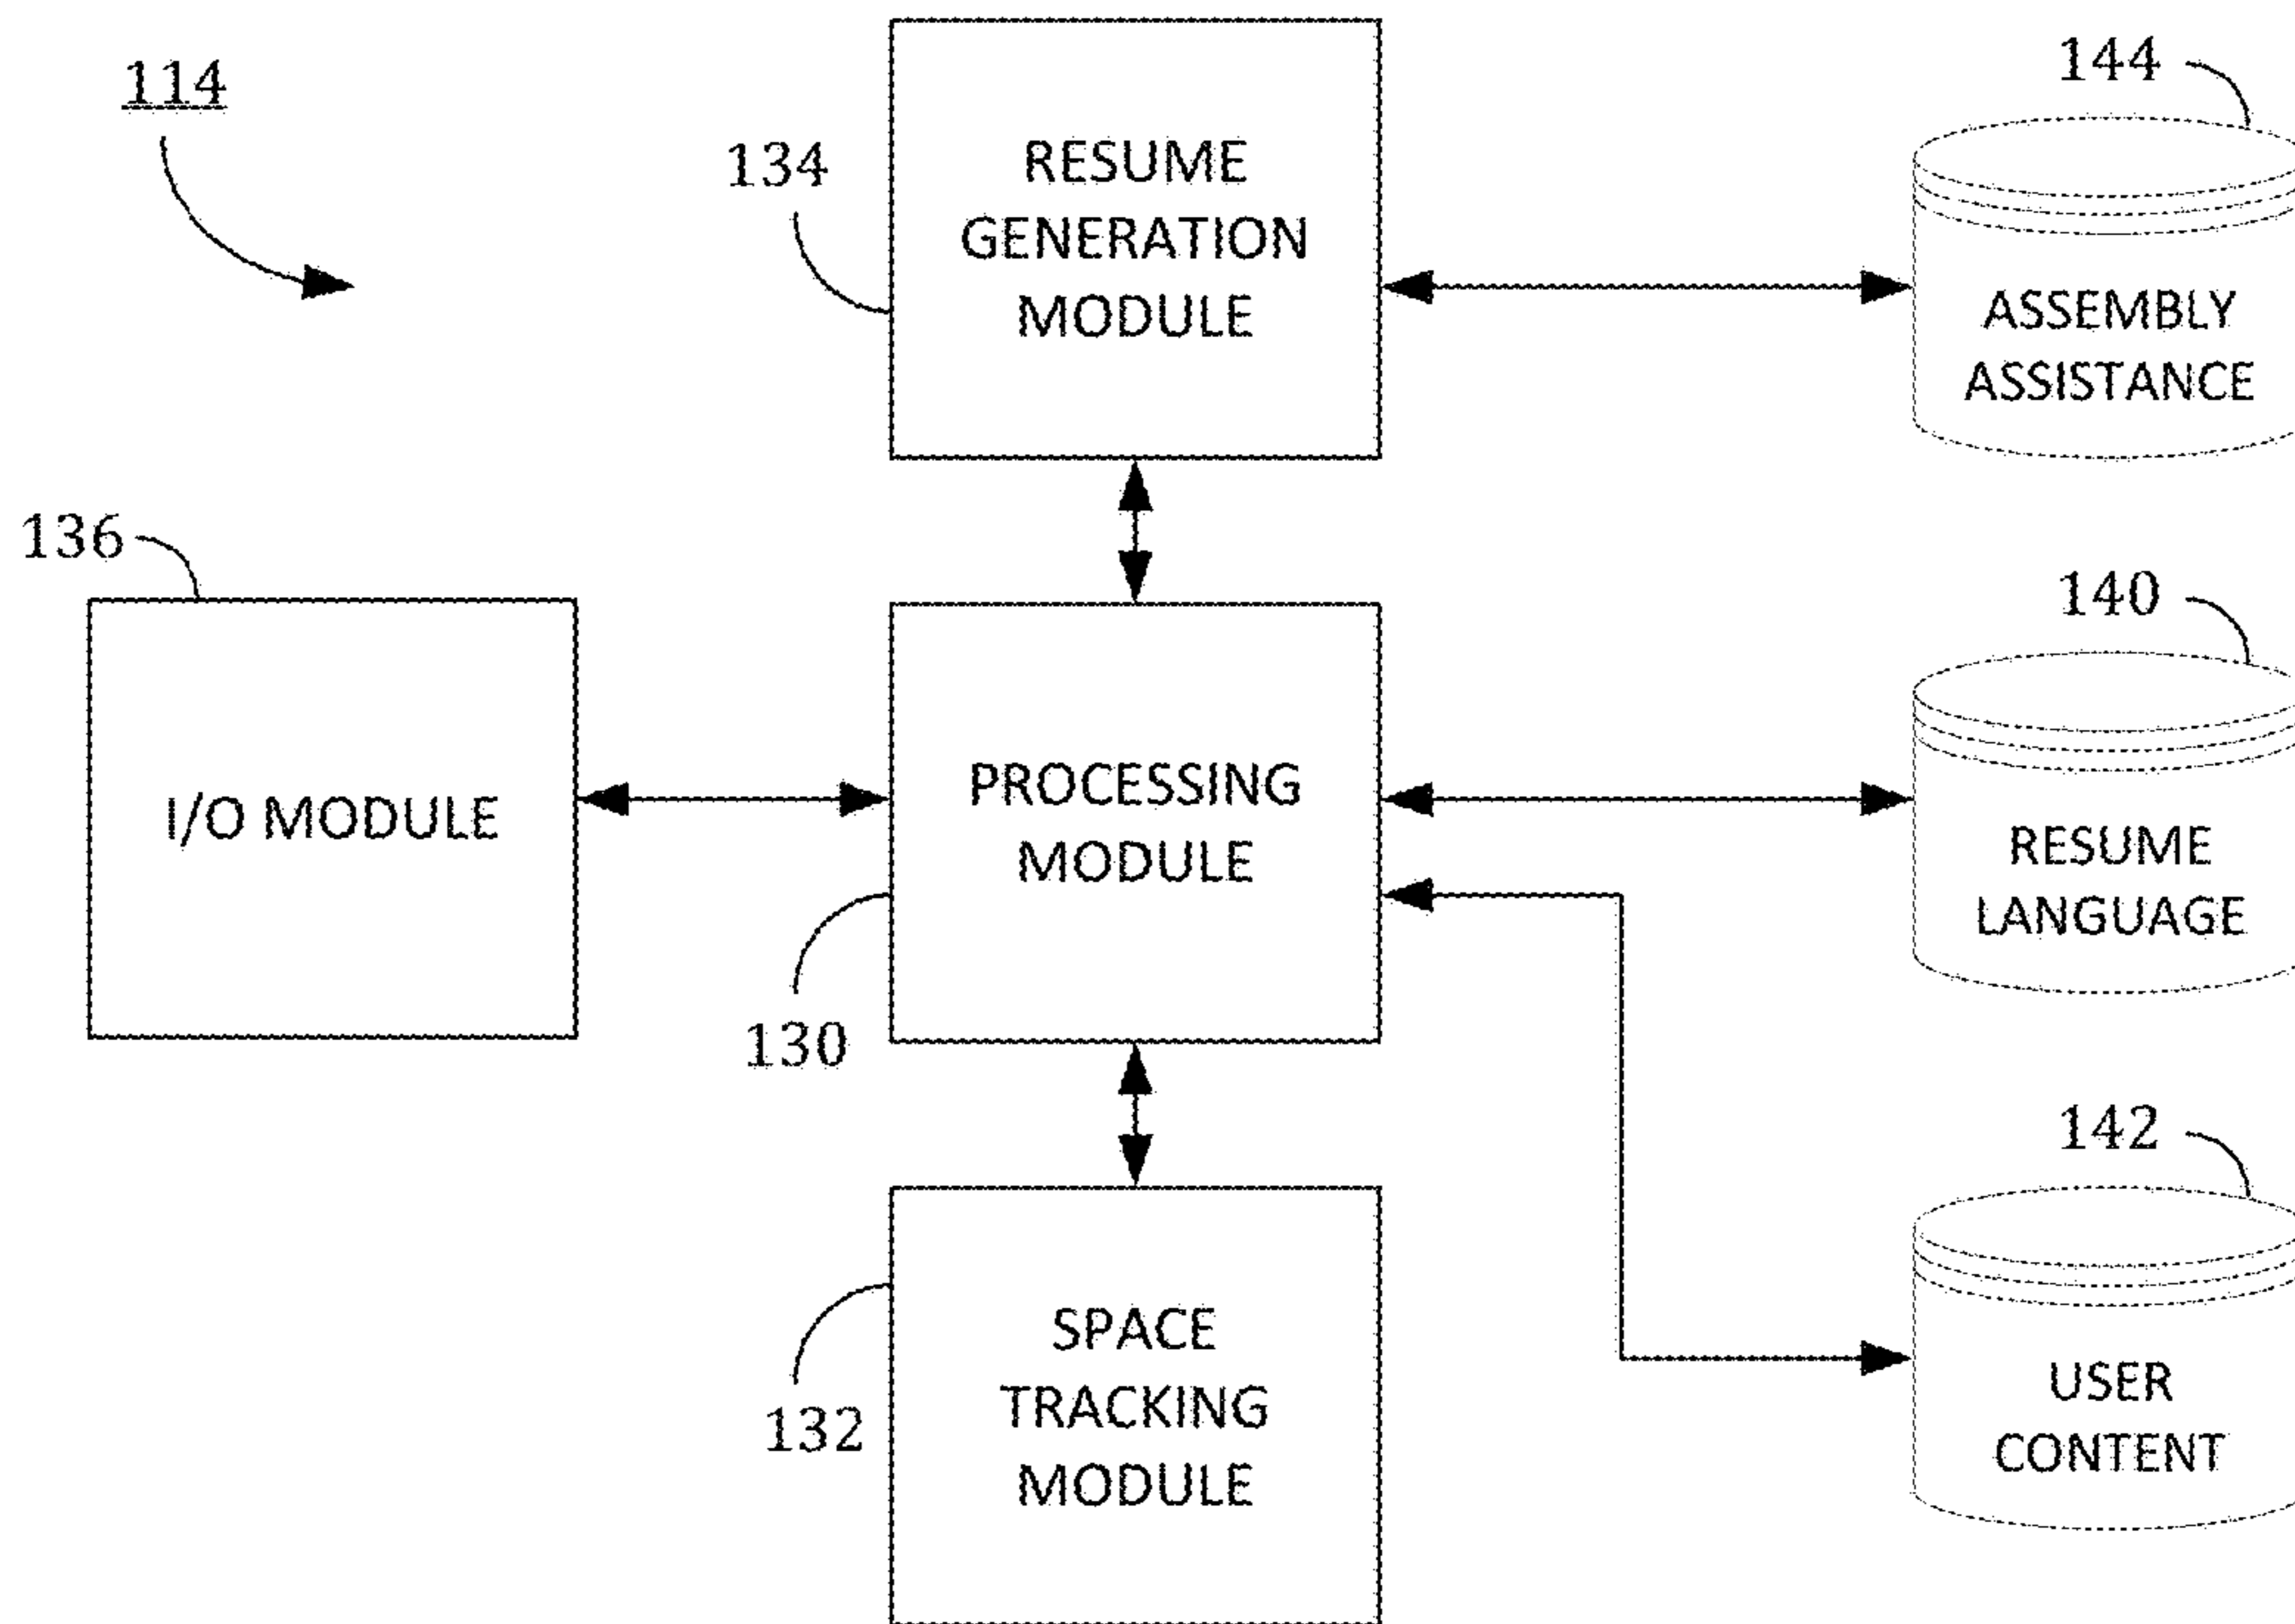 114
134
RESUME
GENERATION
MODULE
144
ASSEMBLY
ASSISTANCE
136
I/O MODULE
PROCESSING
MODULE
130
140
RESUME
LANGUAGE
132
SPACE
TRACKING
MODULE
142
USER
CONTENT